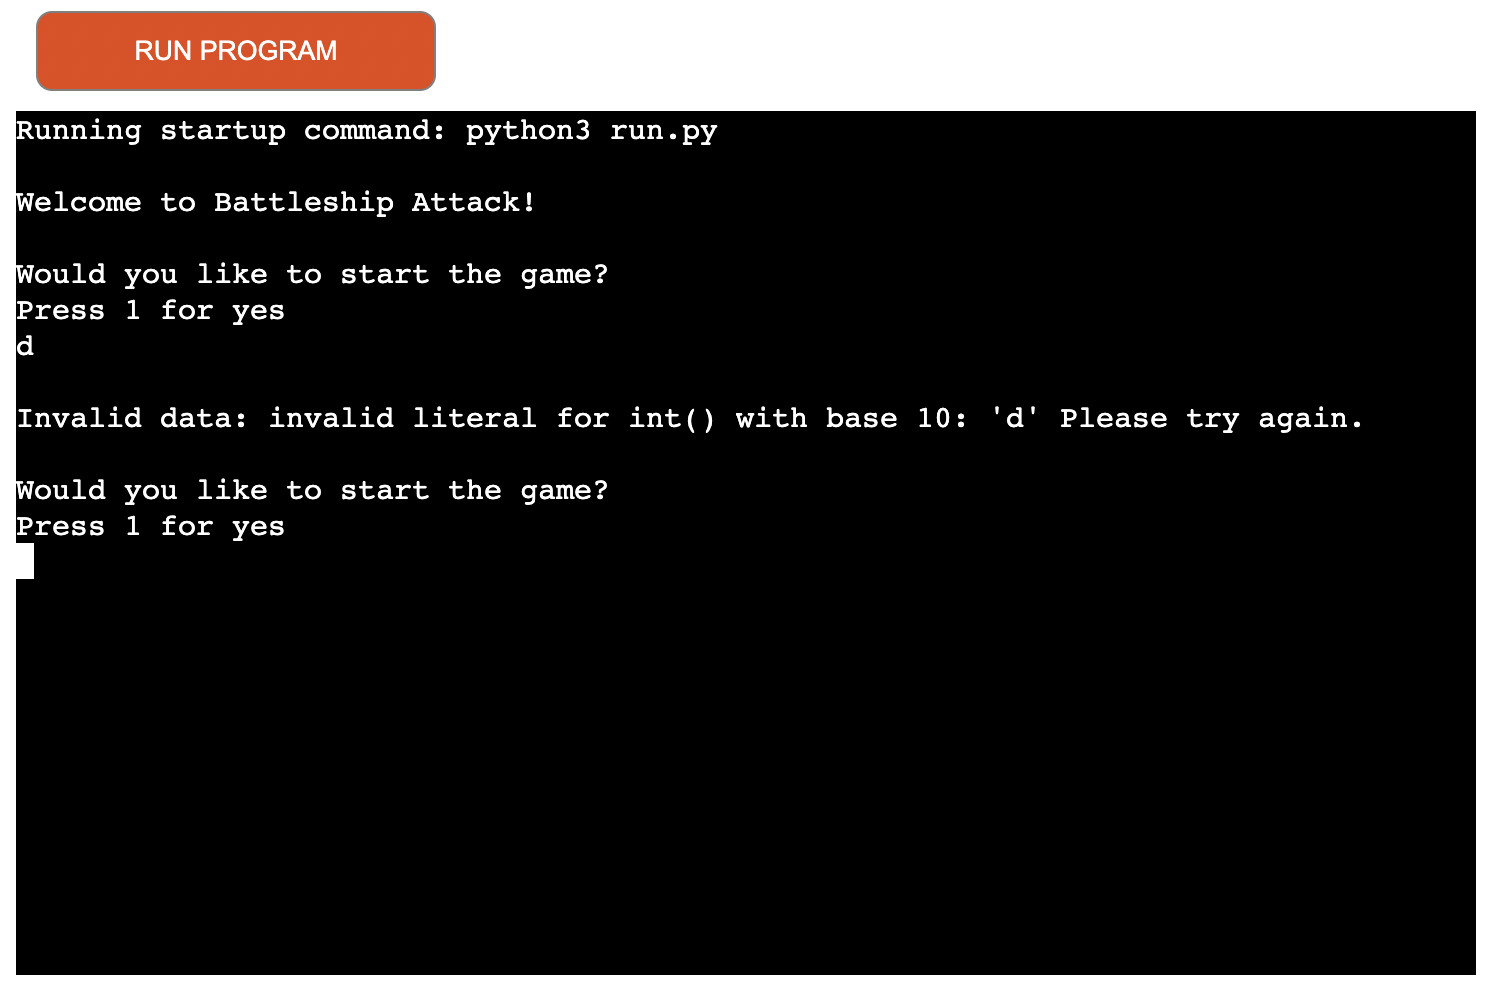 RUN PROGRAM
Running startup command: python3 run.py
Welcome to Battleship Attack!
Would you like to start the game?
Press 1 for yes
d
Invalid data: invalid literal for int() with base 10: 'd' Please try again.
Would you like to start the game?
Press 1 for yes